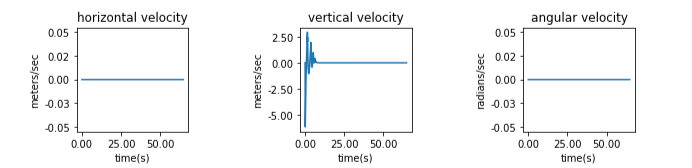 horizontal velocity
0.05
0.02
0.00
-0.03
-0.05
meters/sec
0.00 25.00 50.00
time(s)
vertical velocity
2.50
0.00
-2.50
-5.00
meters/sec
0.00 25.00 50.00
time(s)
angular velocity
0.05
0.02
0.00
-0.03
-0.05
radians/sec
0.00 25.00 50.00
time(s)